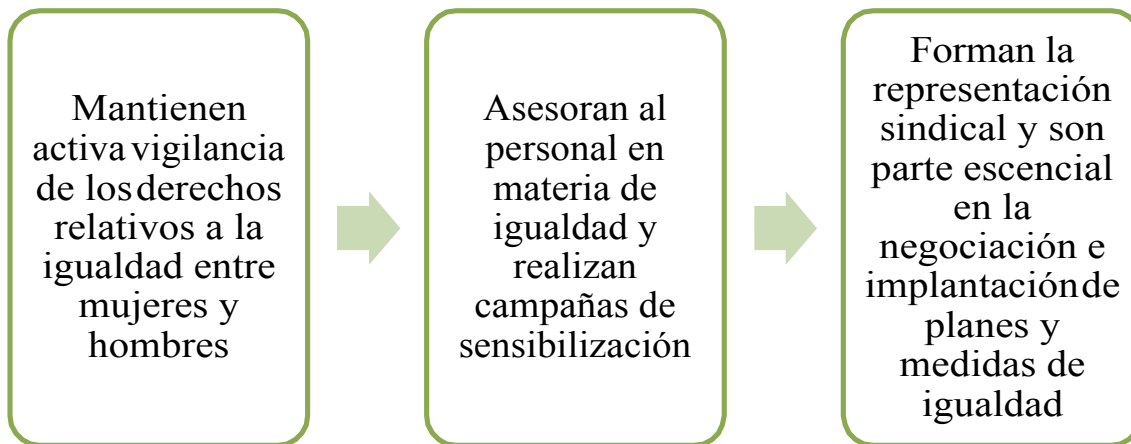 Mantienen
activa vigilancia
de los derechos
relativos a la
igualdad entre
mujeres y
hombres
Asesoran al
personal en
materia de
igualdad y
realizan
campañas de
sensibilización
Forman la
representación
sindical y son
parte escencial
en la
negociación e
implantación de
planes y
medidas de
igualdad